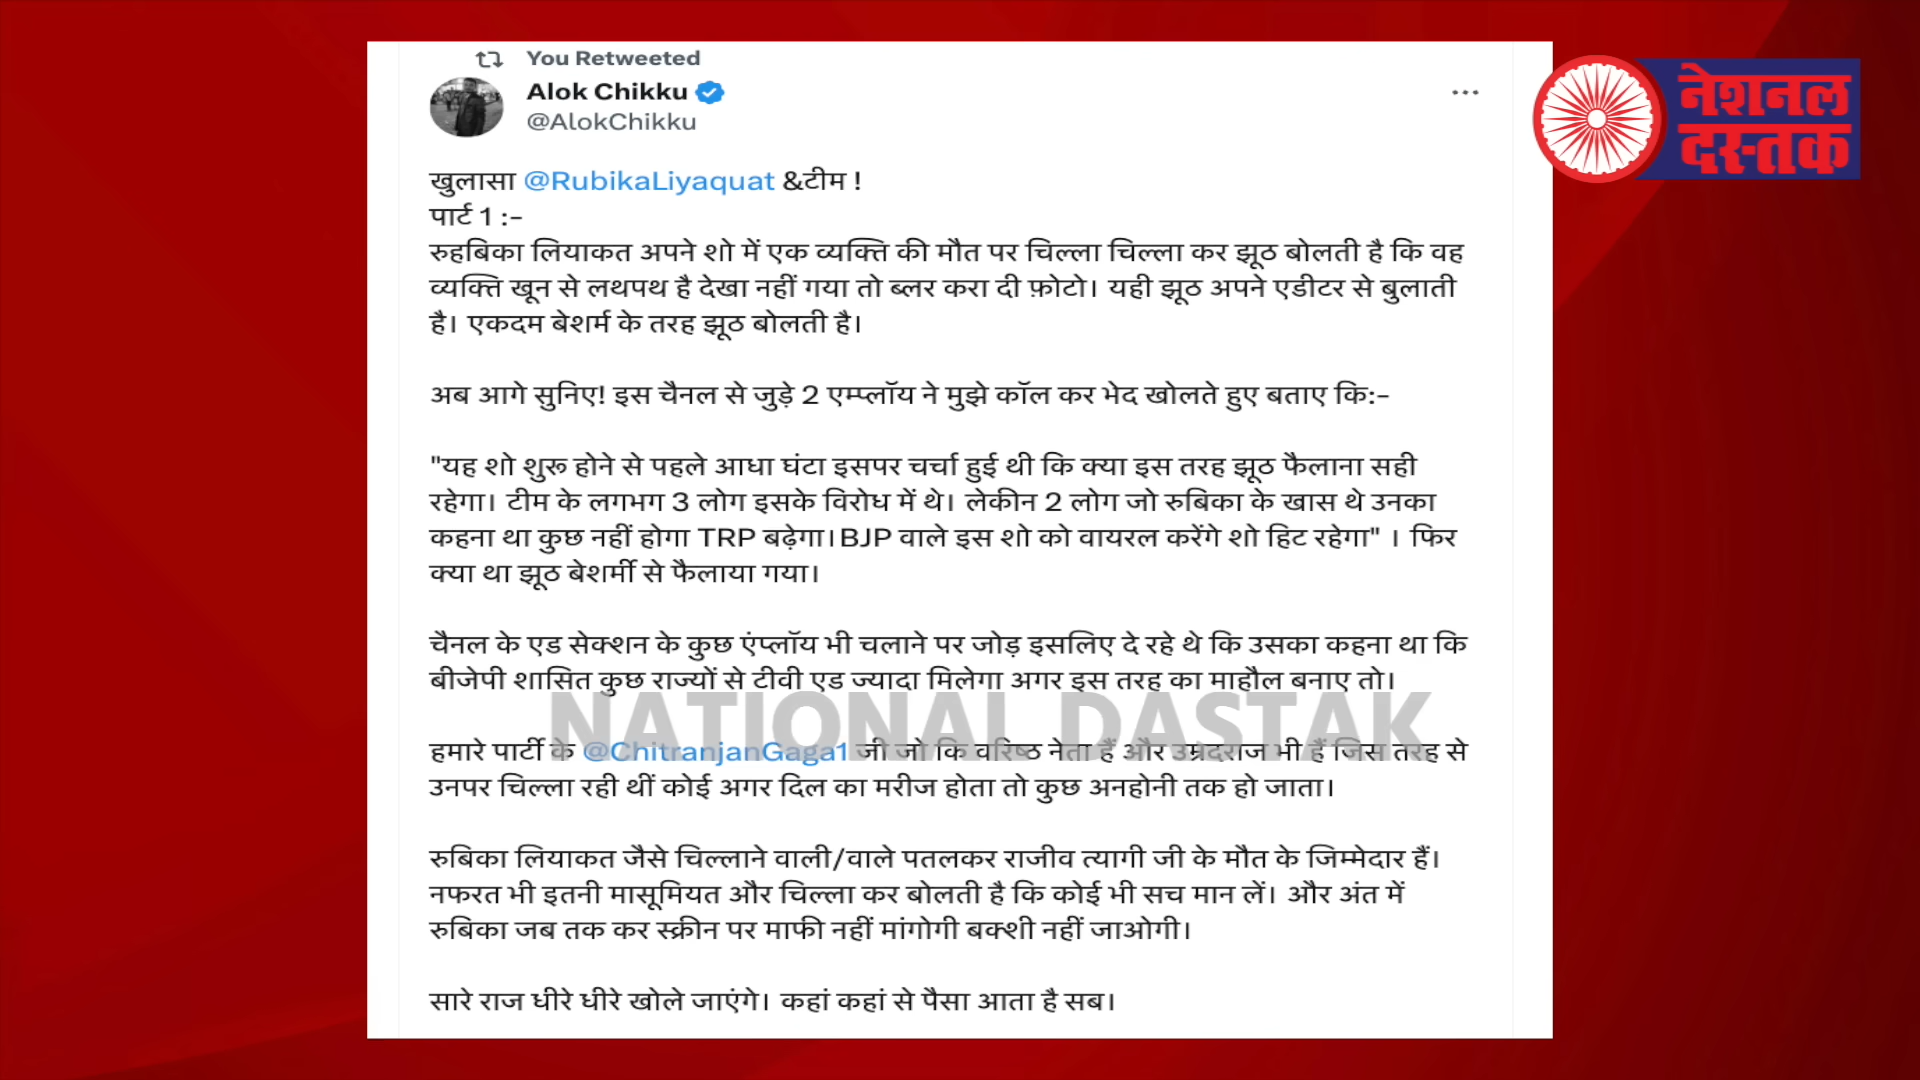 You Retweeted
Alok Chikku
@AlokChikku
नेशनल
दस्तक
खुलासा @RubikaLiyaquat &टीम !
पार्ट 1 :-
रुहबिका लियाकत अपने शो में एक व्यक्ति की मौत पर चिल्ला चिल्ला कर झूठ बोलती है कि वह
व्यक्ति खून से लथपथ है देखा नहीं गया तो ब्लर करा दी फ़ोटो। यही झूठ अपने एडीटर से बुलाती
है। एकदम बेशर्म के तरह झूठ बोलती है।
अब आगे सुनिए! इस चैनल से जुड़े 2 एम्प्लॉय ने मुझे कॉल कर भेद खोलते हुए बताए कि:-
"यह शो शुरू होने से पहले आधा घंटा इसपर चर्चा हुई थी कि क्या इस तरह झूठ फैलाना सही
रहेगा। टीम के लगभग 3 लोग इसके विरोध में थे। लेकीन 2 लोग जो रुबिका के खास थे उनका
कहना था कुछ नहीं होगा TRP बढ़ेगा।BJP वाले इस शो को वायरल करेंगे शो हिट रहेगा" । फिर
क्या था झूठ बेशर्मी से फैलाया गया।
चैनल के एड सेक्शन के कुछ एंप्लॉय भी चलाने पर जोड़ इसलिए दे रहे थे कि उसका कहना था कि
बीजेपी शासित कुछ राज्यों से टीवी एड ज्यादा मिलेगा अगर इस तरह का माहौल बनाए तो।
NATIONAL DASTAK
हमारे पार्टी के @ChitranjanGaga1 जी जो कि वरिष्ठ नेता हैं और उम्रदराज भी हैं जिस तरह से
उनपर चिल्ला रही थीं कोई अगर दिल का मरीज होता तो कुछ अनहोनी तक हो जाता।
रुबिका लियाकत जैसे चिल्लाने वाली/वाले पतलकर राजीव त्यागी जी के मौत के जिम्मेदार हैं।
नफरत भी इतनी मासूमियत और चिल्ला कर बोलती है कि कोई भी सच मान लें। और अंत में
रुबिका जब तक कर स्क्रीन पर माफी नहीं मांगोगी बक्शी नहीं जाओगी।
सारे राज धीरे धीरे खोले जाएंगे। कहां कहां से पैसा आता है सब।